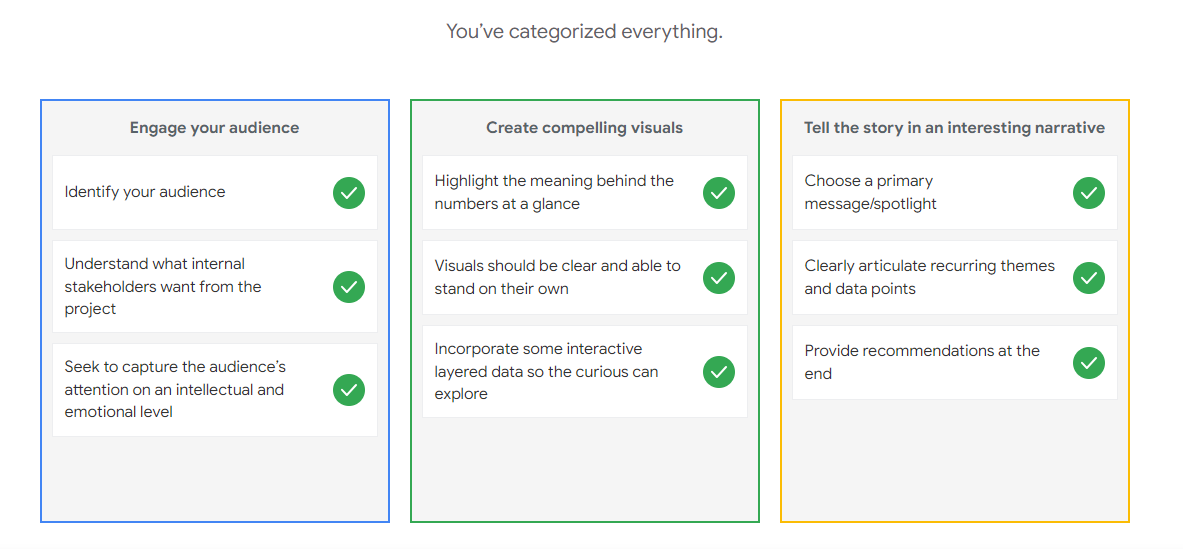 You’ve categorized everything.
Engage your audience
Identify your audience
Understand what internal
stakeholders want from the
project
Seek to capture the audience’s
attention on an intellectual and
emotional level
Create compelling visuals
Highlight the meaning behind the
numbers at a glance
Visuals should be clear and able to
stand on their own
Incorporate some interactive
layered data so the curious can
explore
Tell the story in an interesting narrative
Choose a primary
message/spotlight
Clearly articulate recurring themes
and data points
Provide recommendations at the
end